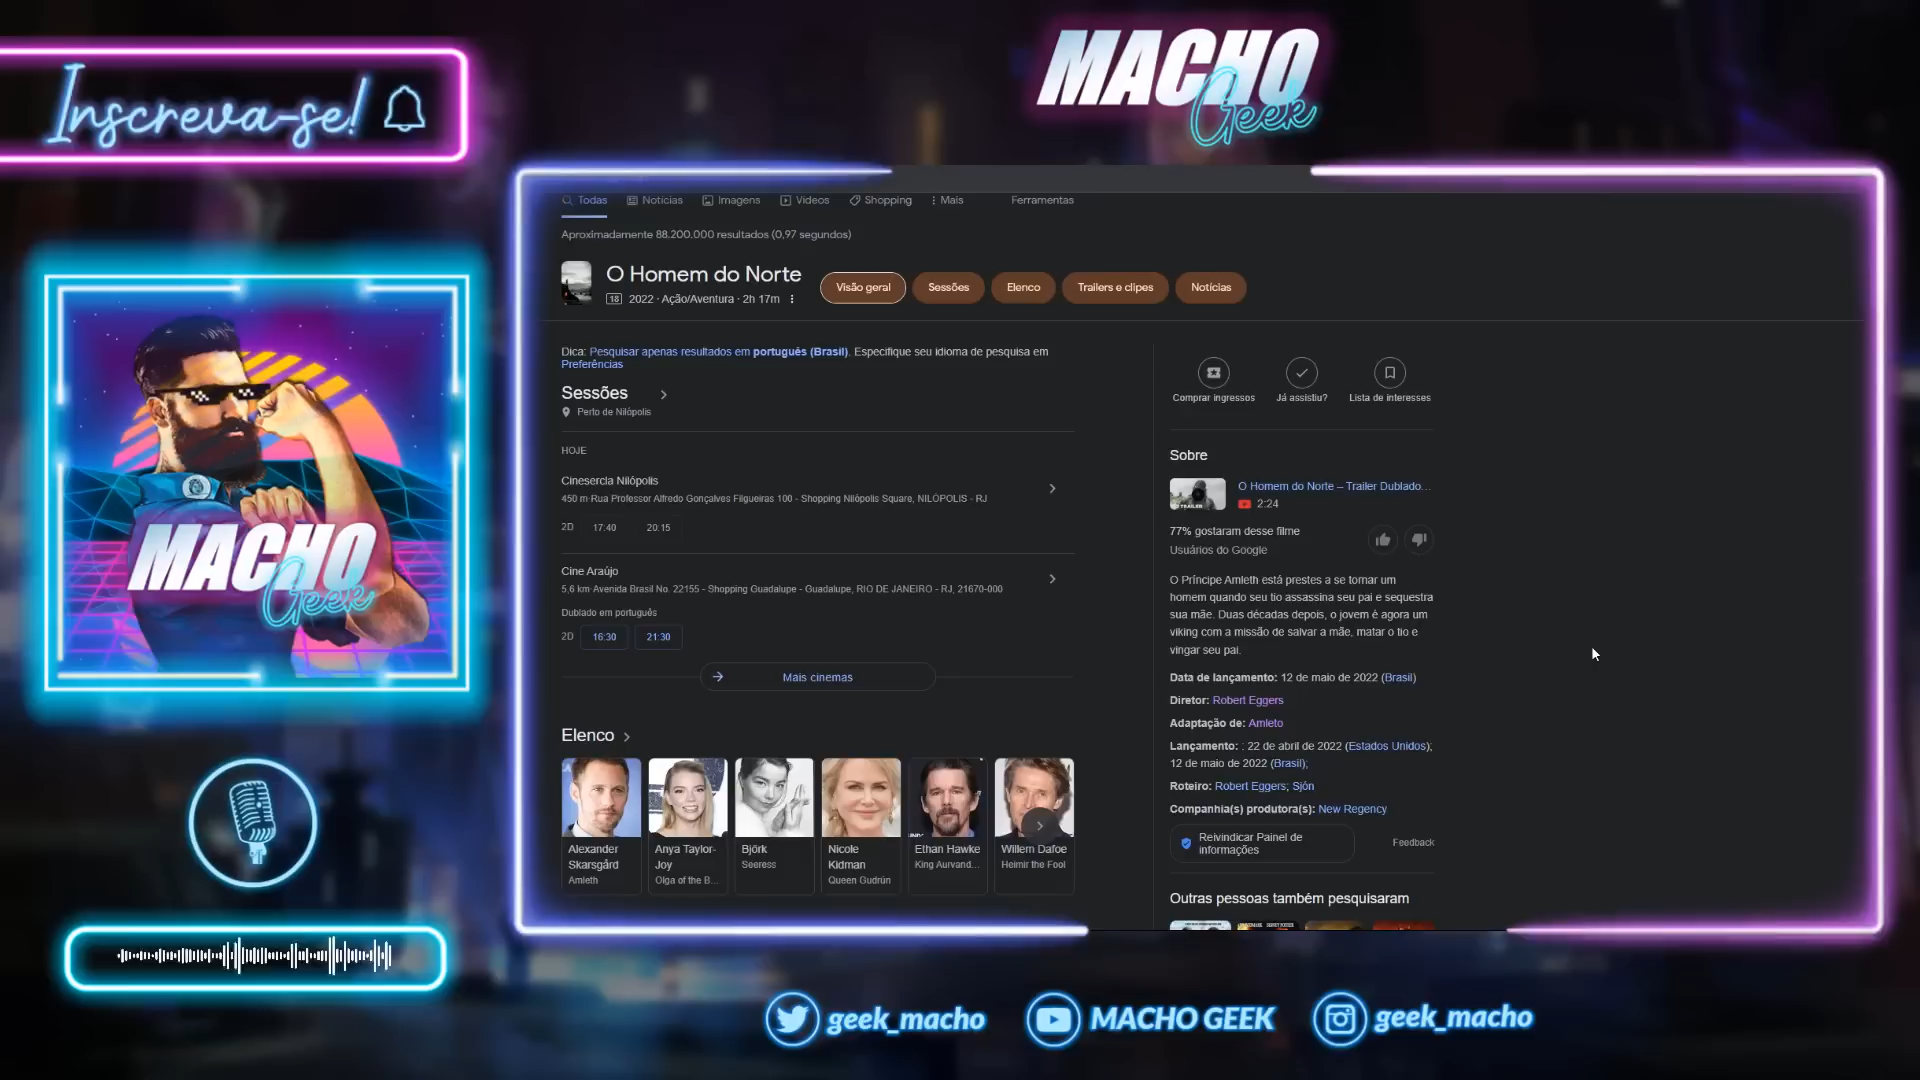 Inscreva-se!
MACHO
Geek
Todas Notícias Imagens Vídeos Shopping Mais Ferramentas
Aproximadamente 88.200.000 resultados (0,97 segundos)
O Homem do Norte
18 2022 · Ação/Aventura · 2h 17m
Visão geral Sessões Elenco Trailers e clipes Notícias
Dica: Pesquisar apenas resultados em português (Brasil). Especifique seu idioma de pesquisa em
Preferências
Sessões
Perto de Nilópolis
HOJE
Cinesercla Nilópolis
450 m·Rua Professor Alfredo Gonçalves Filgueiras 100 - Shopping Nilópolis Square, NILÓPOLIS - RJ
2D 17:40 20:15
Cine Araújo
5,6 km·Avenida Brasil No. 22155 - Shopping Guadalupe - Guadalupe, RIO DE JANEIRO - RJ, 21670-000
Dublado em português
2D 16:30 21:30
Mais cinemas
Elenco
Alexander
Skarsgård
Amleth
Anya Taylor-
Joy
Olga of the B...
Björk
Seeress
Nicole
Kidman
Queen Gudrún
Ethan Hawke
King Aurvand...
Willem Dafoe
Heimir the Fool
Comprar ingressos Já assistiu? Lista de interesses
Sobre
O Homem do Norte – Trailer Dublado...
2:24
77% gostaram desse filme
Usuários do Google
O Príncipe Amleth está prestes a se tornar um
homem quando seu tio assassina seu pai e sequestra
sua mãe. Duas décadas depois, o jovem é agora um
viking com a missão de salvar a mãe, matar o tio e
vingar seu pai.
Data de lançamento: 12 de maio de 2022 (Brasil)
Diretor: Robert Eggers
Adaptação de: Amleto
Lançamento: : 22 de abril de 2022 (Estados Unidos);
12 de maio de 2022 (Brasil);
Roteiro: Robert Eggers; Sjón
Companhia(s) produtora(s): New Regency
Reivindicar Painel de
informações
Feedback
Outras pessoas também pesquisaram
MACHO
Geek
geek_macho MACHO GEEK geek_macho